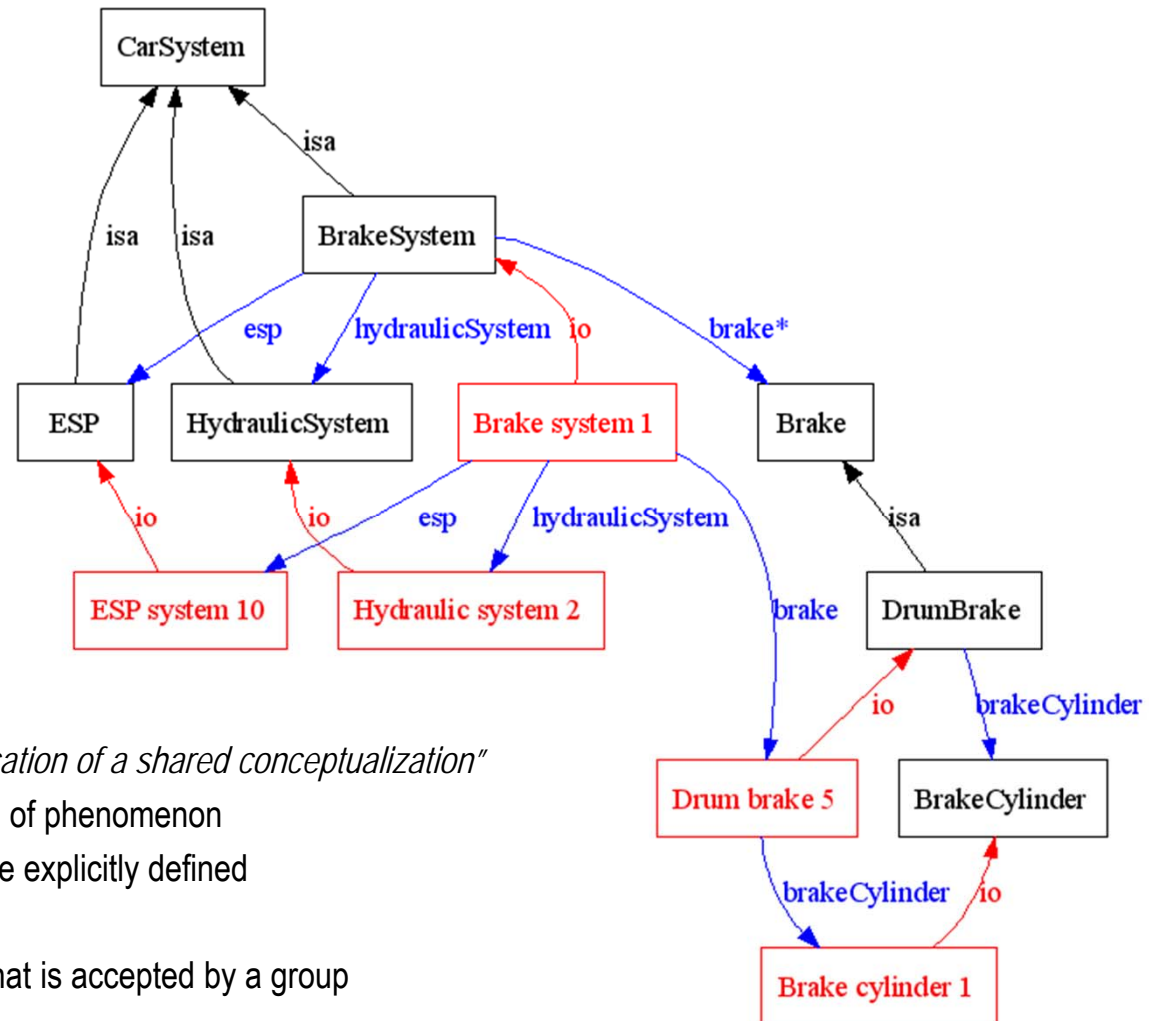 CarSystem
isa
BrakeSystem
isa
isa
esp
hydraulicSystem
io
brake*
ESP
HydraulicSystem
Brake system 1
Brake
io
io
esp
hydraulicSystem
isa
ESP system 10
Hydraulic system 2
brake
DrumBrake
io
brakeCylinder
ation of a shared conceptualization”
of phenomenon
e explicitly defined
Drum brake 5
BrakeCylinder
brakeCylinder
io
hat is accepted by a group
Brake cylinder 1